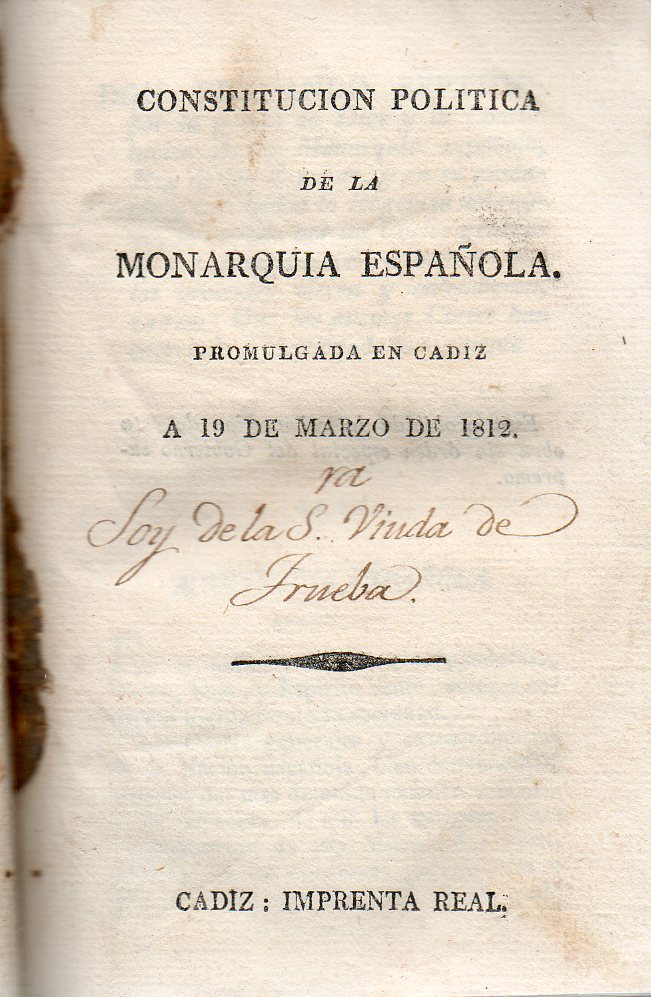 CONSTITUCION POLITICA
DE LA
MONARQUIA ESPAÑOLA.
PROMULGADA EN CADIZ
A 19 DE MARZO DE 1812.
Soy de la S.ra Viuda de
Trueba.
CADIZ : IMPRENTA REAL.